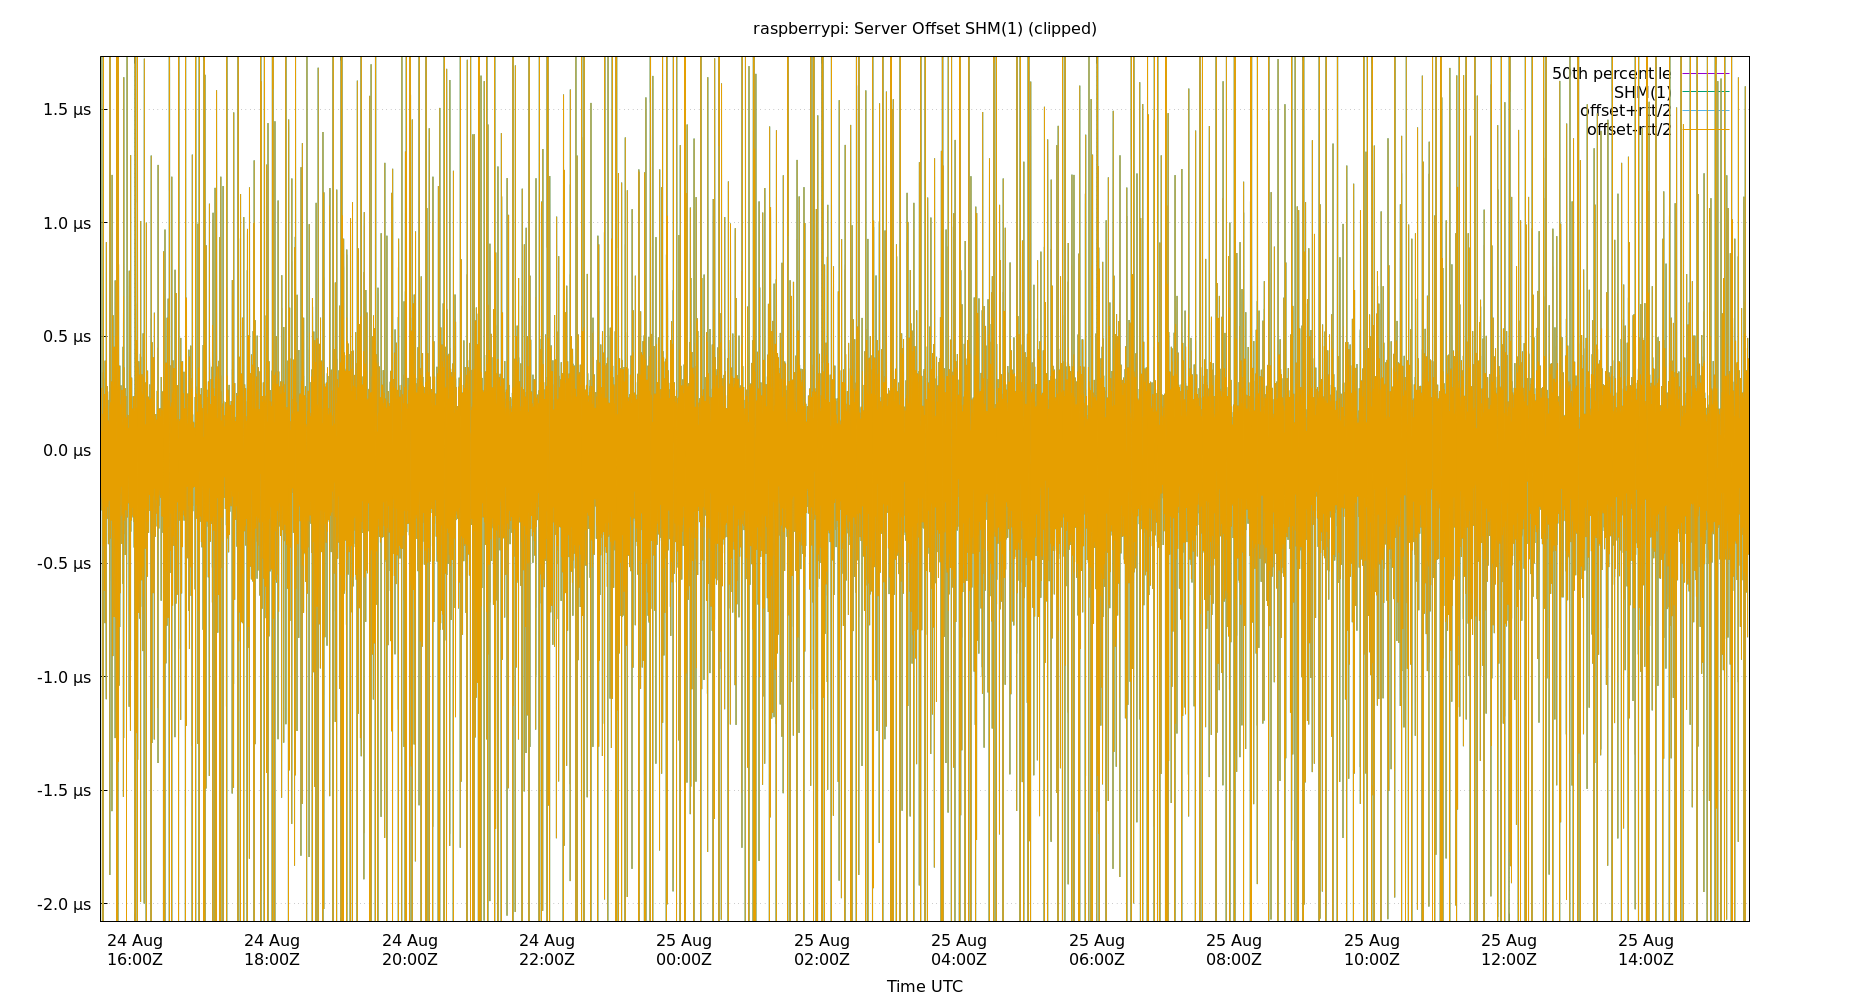 raspberrypi: Server Offset SHM(1) (clipped)
50th percentile
SHM(1)
offset+rtt/2
offset-rtt/2
1.5 µs
1.0 µs
0.5 µs
0.0 µs
-0.5 µs
-1.0 µs
-1.5 µs
-2.0 µs
24 Aug 24 Aug 24 Aug 24 Aug 25 Aug 25 Aug 25 Aug 25 Aug 25 Aug 25 Aug 25 Aug 25 Aug
16:00Z 18:00Z 20:00Z 22:00Z 00:00Z 02:00Z 04:00Z 06:00Z 08:00Z 10:00Z 12:00Z 14:00Z
Time UTC